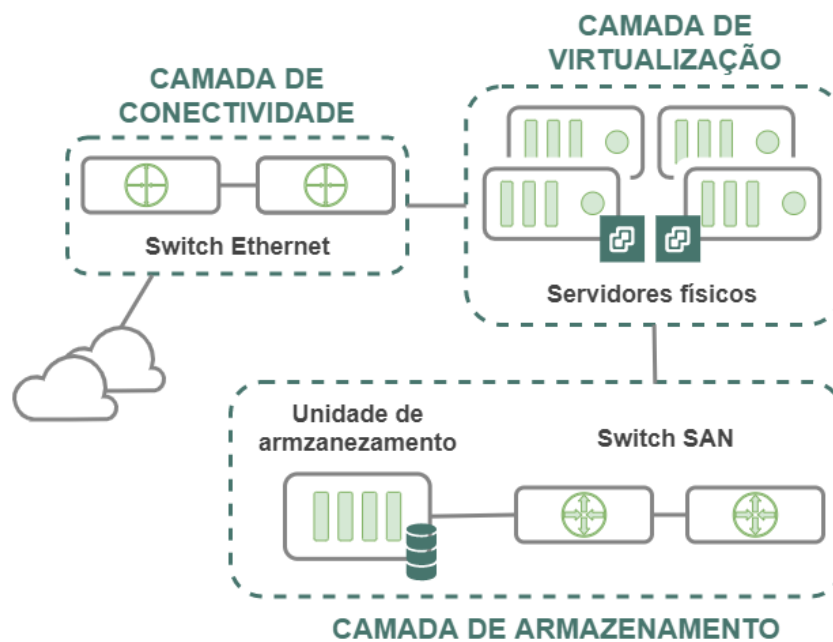 CAMADA DE
CONECTIVIDADE
Switch Ethernet
CAMADA DE
VIRTUALIZAÇÃO
Servidores físicos
Unidade de
armzanezamento
Switch SAN
CAMADA DE ARMAZENAMENTO